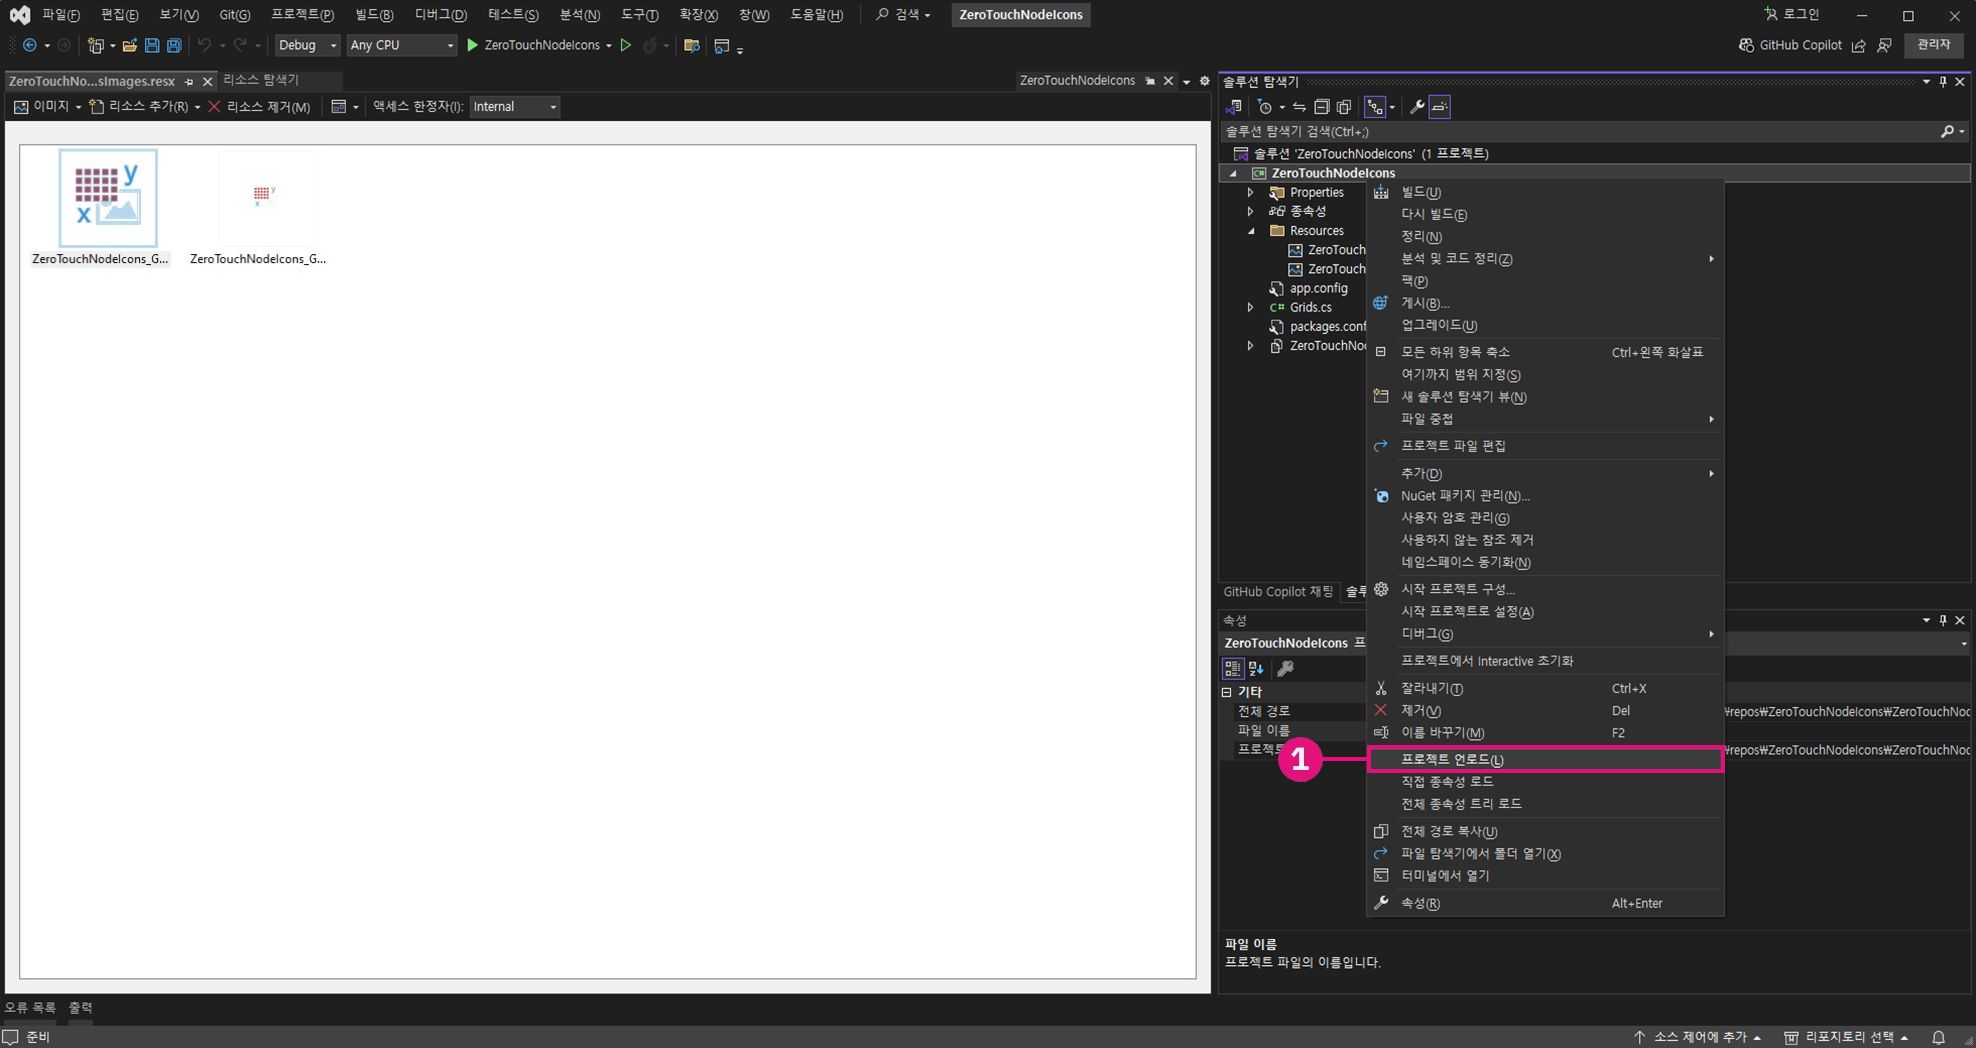 파일(F) 편집(E) 보기(V) Git(G) 프로젝트(P) 빌드(B) 디버그(D) 테스트(S) 분석(N) 도구(T) 확장(X) 창(W) 도움말(H) 검색 ZeroTouchNodeIcons 로그인
Debug Any CPU ZeroTouchNodeIcons GitHub Copilot 관리자
ZeroTouchNo...sImages.resx 리소스 탐색기 ZeroTouchNodeIcons
이미지 리소스 추가(R) 리소스 제거(M) 액세스 한정자(I): Internal
y
x
y
x
ZeroTouchNodeIcons_G... ZeroTouchNodeIcons_G...
솔루션 탐색기
솔루션 탐색기 검색(Ctrl+;)
솔루션 'ZeroTouchNodeIcons' (1 프로젝트)
C# ZeroTouchNodeIcons
Properties
종속성
Resources
ZeroTouch
ZeroTouch
app.config
C# Grids.cs
packages.conf
ZeroTouchNod
빌드(U)
다시 빌드(E)
정리(N)
분석 및 코드 정리(Z)
팩(P)
게시(B)...
업그레이드(U)
모든 하위 항목 축소 Ctrl+왼쪽 화살표
여기까지 범위 지정(S)
새 솔루션 탐색기 뷰(N)
파일 중첩
프로젝트 파일 편집
추가(D)
NuGet 패키지 관리(N)...
사용자 암호 관리(G)
사용하지 않는 참조 제거
네임스페이스 동기화(N)
시작 프로젝트 구성...
시작 프로젝트로 설정(A)
디버그(G)
프로젝트에서 Interactive 초기화
잘라내기(T) Ctrl+X
제거(V) Del
이름 바꾸기(M) F2
프로젝트 언로드(L)
직접 종속성 로드
전체 종속성 트리 로드
전체 경로 복사(U)
파일 탐색기에서 폴더 열기(X)
터미널에서 열기
속성(R) Alt+Enter
1
GitHub Copilot 채팅 솔루
속성
ZeroTouchNodeIcons 프
기타
전체 경로 ₩repos₩ZeroTouchNodeIcons₩ZeroTouchNod
파일 이름
프로젝트 ₩repos₩ZeroTouchNodeIcons₩ZeroTouchNod
파일 이름
프로젝트 파일의 이름입니다.
오류 목록 출력
준비 소스 제어에 추가 리포지토리 선택